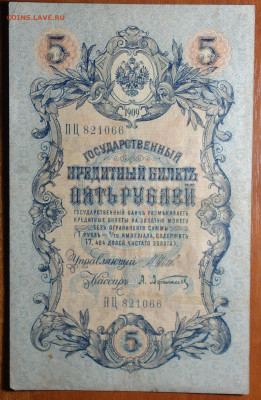 COINS.LAVE.RU
5 5
1909
ПЦ 821066
ГОСУДАРСТВЕННЫЙ
КРЕДИТНЫЙ БИЛЕТЪ
ПЯТЬ РУБЛЕЙ
ГОСУДАРСТВЕННЫЙ БАНКЪ РАЗМѢНИВАЕТЪ
КРЕДИТНЫЕ БИЛЕТЫ НА ЗОЛОТУЮ МОНЕТУ
БЕЗЪ ОГРАНИЧЕНІЯ СУММЫ
(1 РУБЛЬ = 1/15 ИМПЕРІАЛА, СОДЕРЖИТЪ
17,424 ДОЛЕЙ ЧИСТАГО ЗОЛОТА).
Управляющій
Кассиръ
ПЦ 821066
5